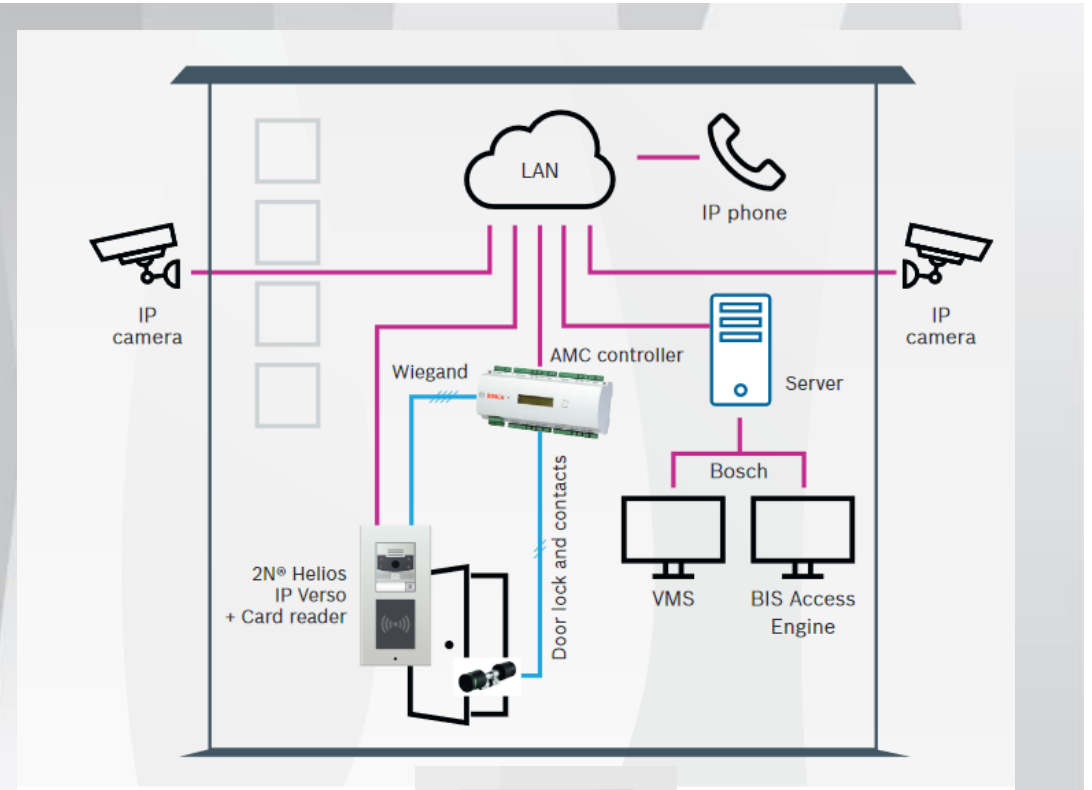 LAN
IP phone
IP
camera
IP
camera
AMC controller
Wiegand
BOSCH
Server
Bosch
Door lock and contacts
2N® Helios
IP Verso
+ Card reader
VMS
BIS Access
Engine